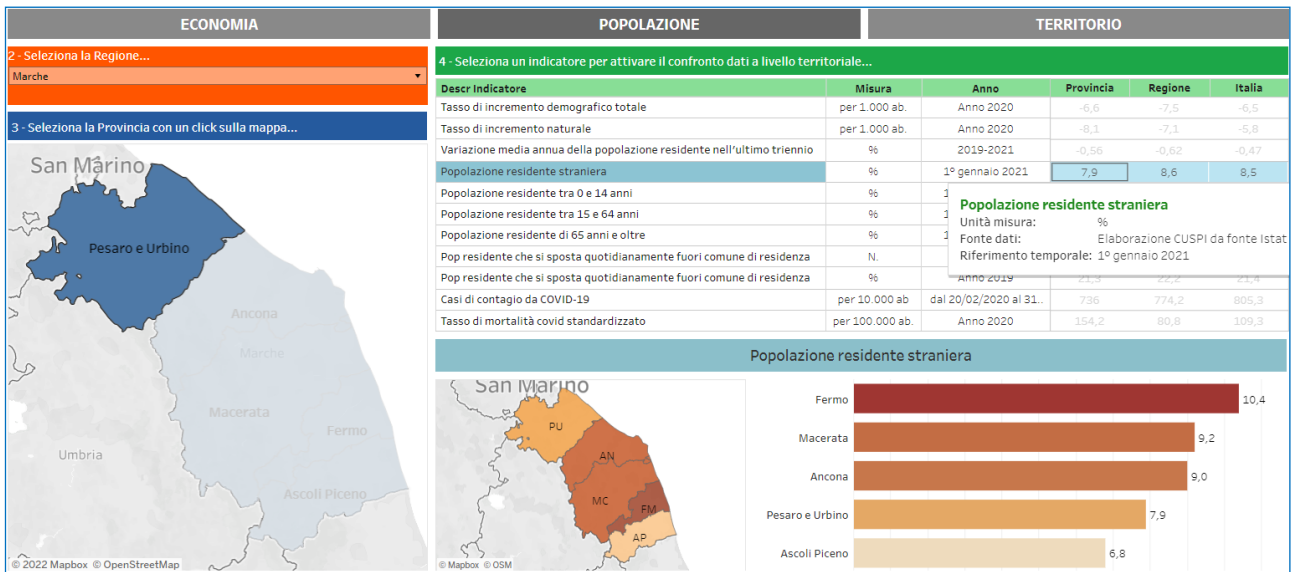 ECONOMIA
POPOLAZIONE
TERRITORIO
2 - Seleziona la Regione...
Marche
3 - Seleziona la Provincia con un click sulla mappa...
San Marino
Pesaro e Urbino
Ancona
Marche
Macerata
Fermo
Umbria
Ascoli Piceno
© 2022 Mapbox © OpenStreetMap
4 - Seleziona un indicatore per attivare il confronto dati a livello territoriale...
Descr Indicatore Misura Anno Provincia Regione Italia
Tasso di incremento demografico totale per 1.000 ab. Anno 2020 -6,6 -7,5 -6,5
Tasso di incremento naturale per 1.000 ab. Anno 2020 -8,1 -7,1 -5,8
Variazione media annua della popolazione residente nell'ultimo triennio % 2019-2021 -0,56 -0,62 -0,47
Popolazione residente straniera % 1º gennaio 2021 7,9 8,6 8,5
Popolazione residente tra 0 e 14 anni % 1
Popolazione residente tra 15 e 64 anni % 1
Popolazione residente di 65 anni e oltre % 1
Pop residente che si sposta quotidianamente fuori comune di residenza N.
Pop residente che si sposta quotidianamente fuori comune di residenza % Anno 2019 21,3 22,2 21,4
Casi di contagio da COVID-19 per 10.000 ab dal 20/02/2020 al 31.. 736 774,2 805,3
Tasso di mortalità covid standardizzato per 100.000 ab. Anno 2020 154,2 80,8 109,3
Popolazione residente straniera
Unità misura: %
Fonte dati: Elaborazione CUSPI da fonte Istat
Riferimento temporale: 1º gennaio 2021
Popolazione residente straniera
San Marino
PU
AN
MC
FM
AP
© Mapbox © OSM
Fermo 10,4
Macerata 9,2
Ancona 9,0
Pesaro e Urbino 7,9
Ascoli Piceno 6,8